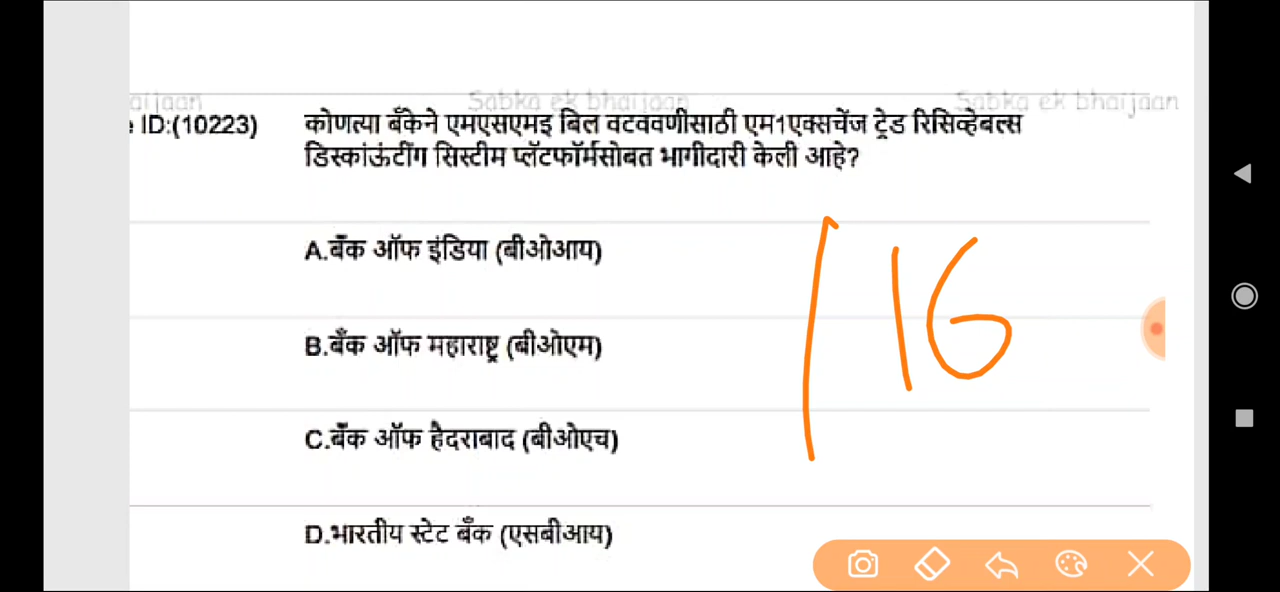 aijaan Sabka ek bhaijaan Sabka ek bhaijaan
ID:(10223) कोणत्या बँकेने एमएसएमइ बिल वटववणीसाठी एम1एक्सचेंज ट्रेड रिसिव्हेबल्स
डिस्कांऊंटींग सिस्टीम प्लॅटफॉर्मसोबत भागीदारी केली आहे?
A.बँक ऑफ इंडिया (बीओआय)
16
B.बँक ऑफ महाराष्ट्र (बीओएम)
C.बँक ऑफ हैदराबाद (बीओएच)
D.भारतीय स्टेट बँक (एसबीआय)